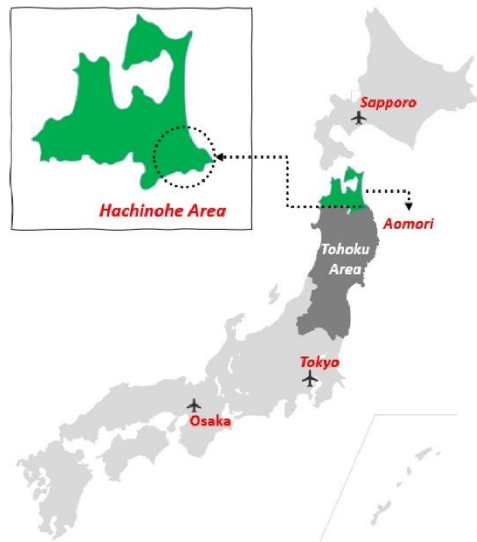 Sapporo
Hachinohe Area
Aomori
Tohoku
Area
Tokyo
Osaka